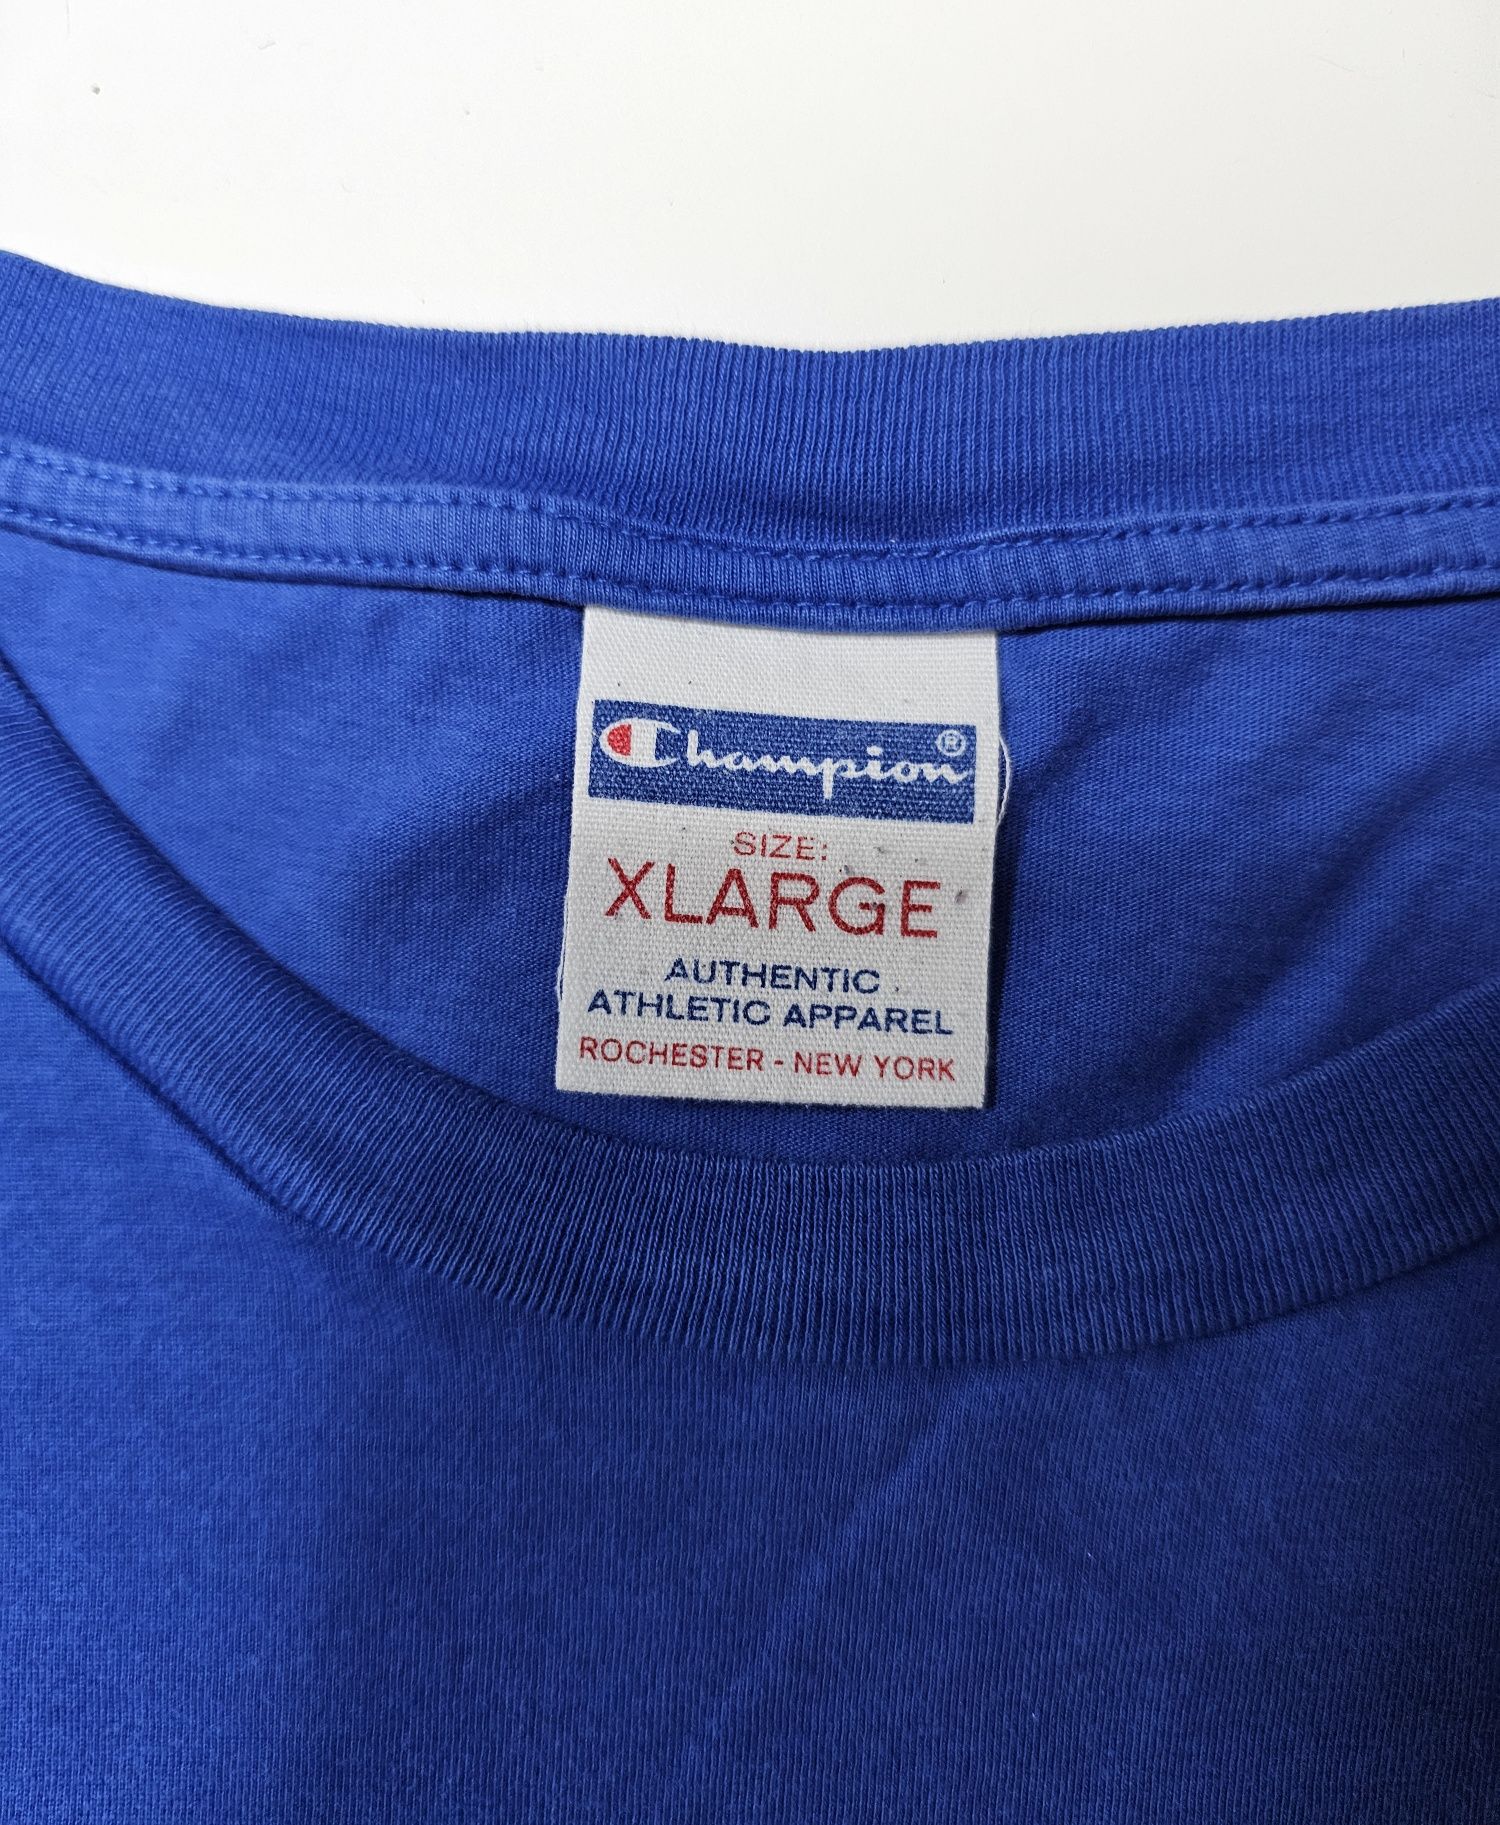 Champion®
SIZE:
XLARGE
AUTHENTIC
ATHLETIC APPAREL
ROCHESTER - NEW YORK